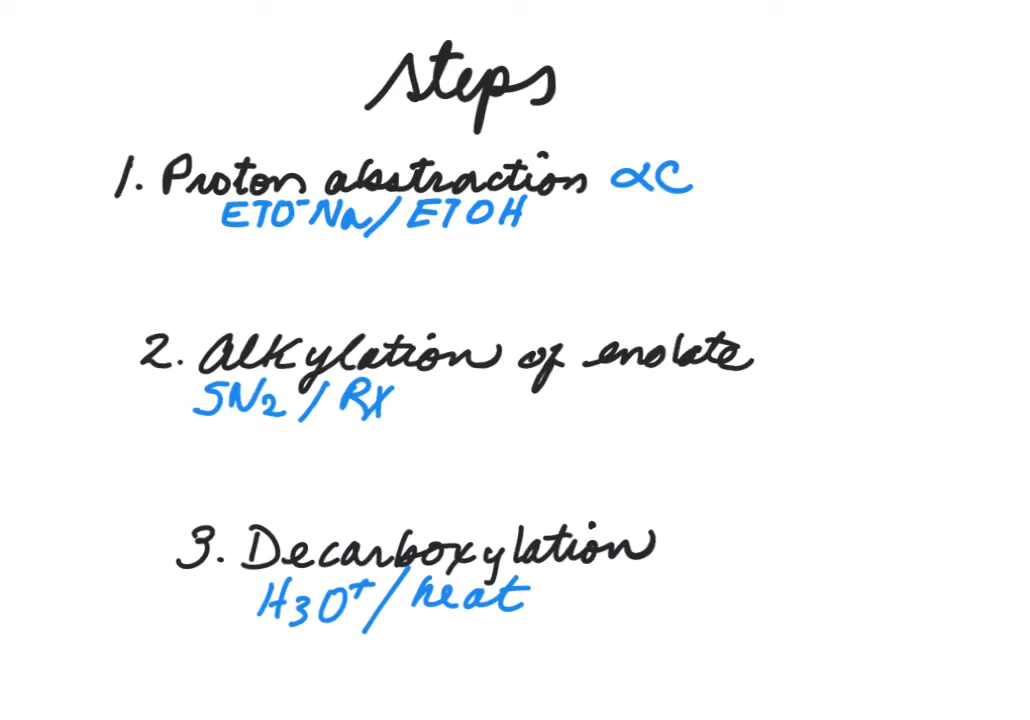 steps
1. Proton abstraction αC
ETO⁻Na/ETOH
2. Alkylation of enolate
SN2 / RX
3. Decarboxylation
H3O⁺/heat